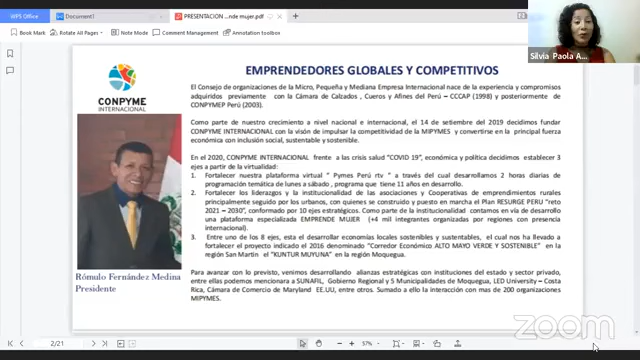 WPS Office
Document1
PRESENTACION ...nde mujer.pdf
Silvia Paola A...
Book Mark
Rotate All Pages
Note Mode
Comment Management
Annotation toolbox
CONPYME
INTERNACIONAL
EMPRENDEDORES GLOBALES Y COMPETITIVOS
El Consejo de organizaciones de la Micro, Pequeña y Mediana Empresa Internacional nace de la experiencia y compromisos
adquiridos previamente con la Cámara de Calzados , Cueros y Afines del Perú – CCCAP (1998) y posteriormente de
CONPYMEP Perú (2003).
Como parte de nuestro crecimiento a nivel nacional e internacional, el 14 de setiembre del 2019 decidimos fundar
CONPYME INTERNACIONAL con la visón de impulsar la competitividad de la MIPYMES y convertirse en la principal fuerza
económica con inclusión social, sustentable y sostenible.
En el 2020, CONPYME INTERNACIONAL frente a las crisis salud "COVID 19", económica y política decidimos establecer 3
ejes a partir de la virtualidad:
1. Fortalecer nuestra plataforma virtual " Pymes Perú rtv" a través del cual desarrollamos 2 horas diarias de
programación temática de lunes a sábado , programa que tiene 11 años en desarrollo.
2. Fortalecer los liderazgos y la institucionalidad de las asociaciones y Cooperativas de emprendimientos rurales
principalmente seguido por los urbanos, con quienes se construyó y puesto en marcha el Plan RESURGE PERU "reto
2021 – 2030", conformado por 10 ejes estratégicos. Como parte de la institucionalidad contamos en vía de desarrollo
una plataforma especializada EMPRENDE MUJER (+4 mil integrantes organizadas por regiones con presencia
internacional).
3. Entre uno de los 8 ejes, esta el desarrollar economías locales sostenibles y sustentables, el cual nos ha llevado a
fortalecer el proyecto indicado el 2016 denominado "Corredor Económico ALTO MAYO VERDE Y SOSTENIBLE" en la
región San Martin el "KUNTUR MUYUNA" en la región Moquegua.
Rómulo Fernández Medina
Presidente
Para avanzar con lo previsto, venimos desarrollando alianzas estratégicas con instituciones del estado y sector privado,
entre ellas podemos mencionara a SUNAFIL, Gobierno Regional y 5 Municipalidades de Moquegua, LED University – Costa
Rica, Cámara de Comercio de Maryland EE.UU, entre otros. Sumado a ello la interacción con mas de 200 organizaciones
MIPYMES.
2/21
57%
zoom